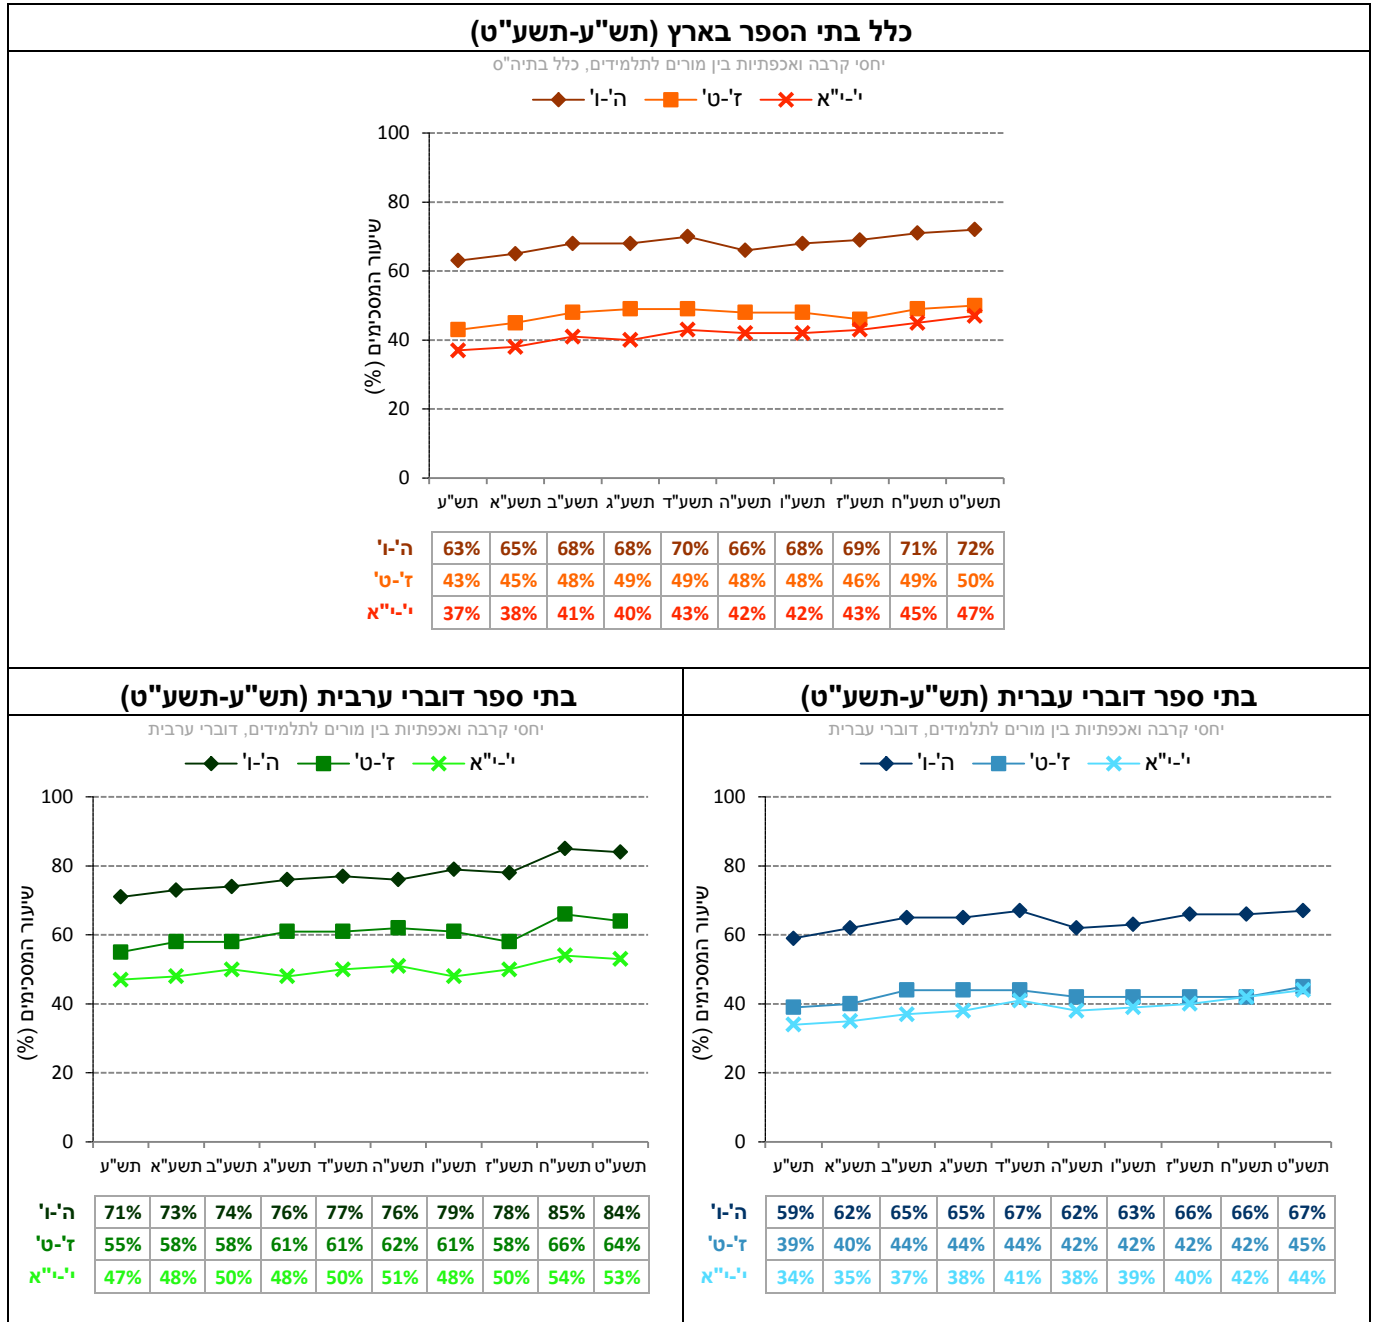 כלל בתי הספר בארץ (תש"ע-תשע"ט)
יחסי קרבה ואכפתיות בין מורים לתלמידים, כלל בתיה"ס
ה'-ו' ז'-ט' י'-י"א
שיעור המסכימים (%)
100
80
60
40
20
0
תש"ע תשע"א תשע"ב תשע"ג תשע"ד תשע"ה תשע"ו תשע"ז תשע"ח תשע"ט
ה'-ו' 63% 65% 68% 68% 70% 66% 68% 69% 71% 72%
ז'-ט' 43% 45% 48% 49% 49% 48% 48% 46% 49% 50%
י'-י"א 37% 38% 41% 40% 43% 42% 42% 43% 45% 47%
בתי ספר דוברי עברית (תש"ע-תשע"ט)
יחסי קרבה ואכפתיות בין מורים לתלמידים, דוברי עברית
ה'-ו' ז'-ט' י'-י"א
שיעור המסכימים (%)
100
80
60
40
20
0
תש"ע תשע"א תשע"ב תשע"ג תשע"ד תשע"ה תשע"ו תשע"ז תשע"ח תשע"ט
ה'-ו' 59% 62% 65% 65% 67% 62% 63% 66% 66% 67%
ז'-ט' 39% 40% 44% 44% 44% 42% 42% 42% 42% 45%
י'-י"א 34% 35% 37% 38% 41% 38% 39% 40% 42% 44%
בתי ספר דוברי ערבית (תש"ע-תשע"ט)
יחסי קרבה ואכפתיות בין מורים לתלמידים, דוברי ערבית
ה'-ו' ז'-ט' י'-י"א
שיעור המסכימים (%)
100
80
60
40
20
0
תש"ע תשע"א תשע"ב תשע"ג תשע"ד תשע"ה תשע"ו תשע"ז תשע"ח תשע"ט
ה'-ו' 71% 73% 74% 76% 77% 76% 79% 78% 85% 84%
ז'-ט' 55% 58% 58% 61% 61% 62% 61% 58% 66% 64%
י'-י"א 47% 48% 50% 48% 50% 51% 48% 50% 54% 53%